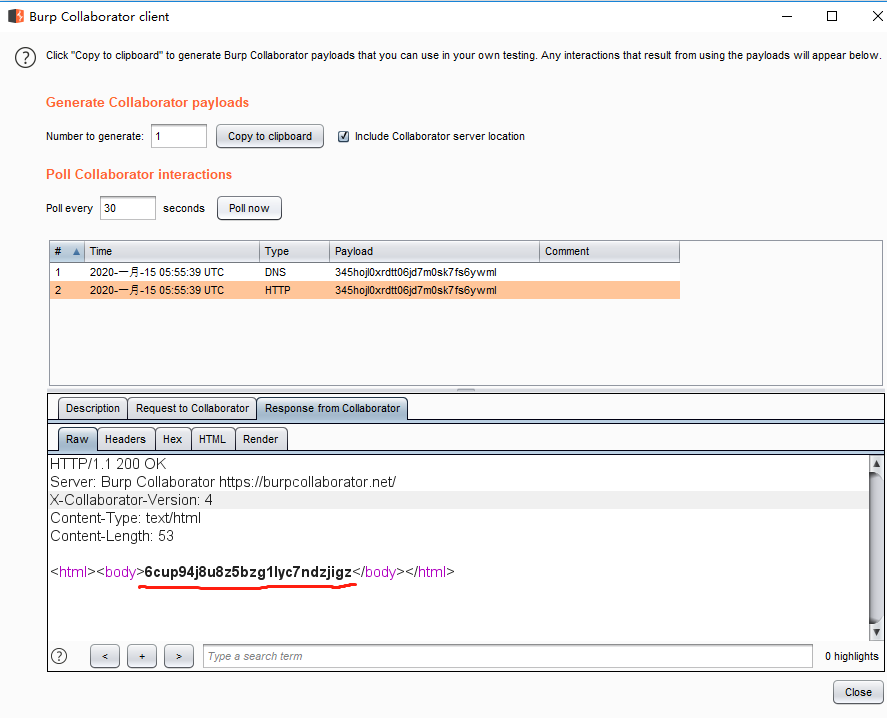 Burp Collaborator client
Click "Copy to clipboard" to generate Burp Collaborator payloads that you can use in your own testing. Any interactions that result from using the payloads will appear below.
Generate Collaborator payloads
Number to generate: 1 Copy to clipboard Include Collaborator server location
Poll Collaborator interactions
Poll every 30 seconds Poll now
# Time Type Payload Comment
1 2020-一月-15 05:55:39 UTC DNS 345hojl0xrdtt06jd7m0sk7fs6ywml
2 2020-一月-15 05:55:39 UTC HTTP 345hojl0xrdtt06jd7m0sk7fs6ywml
Description Request to Collaborator Response from Collaborator
Raw Headers Hex HTML Render
HTTP/1.1 200 OK
Server: Burp Collaborator https://burpcollaborator.net/
X-Collaborator-Version: 4
Content-Type: text/html
Content-Length: 53
<html><body>6cup94j8u8z5bzg1lyc7ndzjigz</body></html>
? < + > Type a search term 0 highlights
Close